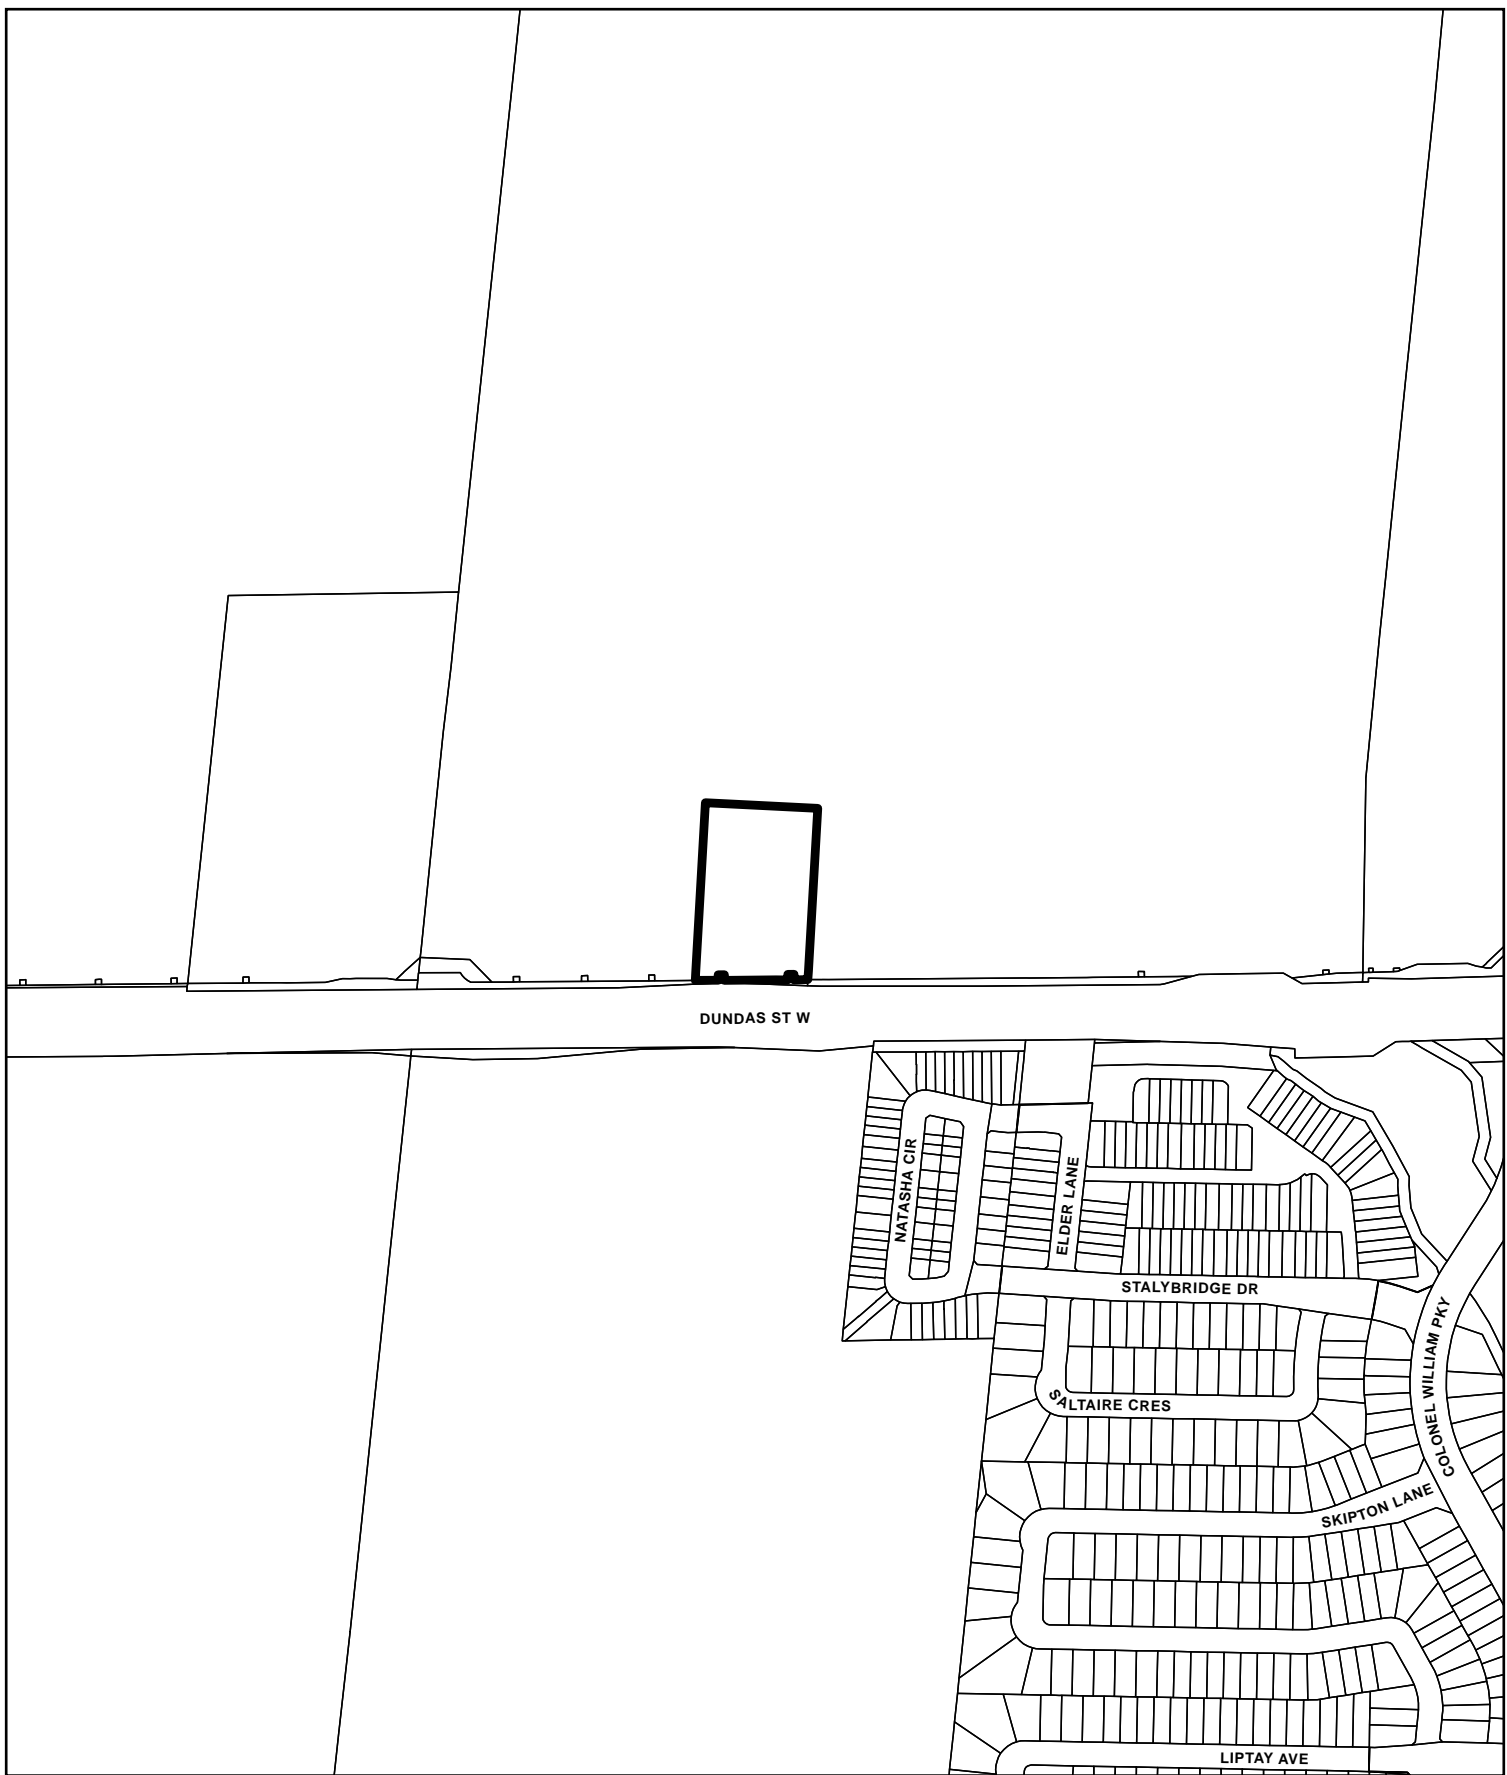 DUNDAS ST W
NATASHA CIR
ELDER LANE
STALYBRIDGE DR
COLONEL WILLIAM PKY
SALTAIRE CRES
SKIPTON LANE
LIPTAY AVE